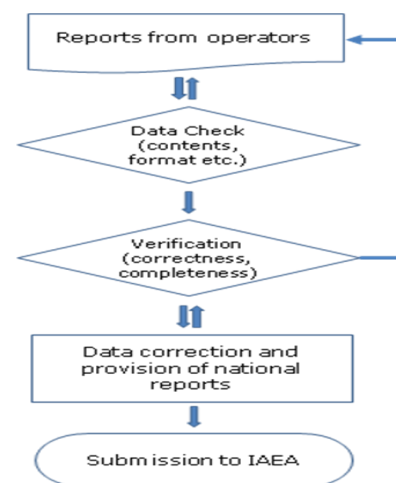 Reports from operators
Data Check
(contents,
format etc.)
Verification
(correctness,
completeness)
Data correction and
provision of national
reports
Submission to IAEA